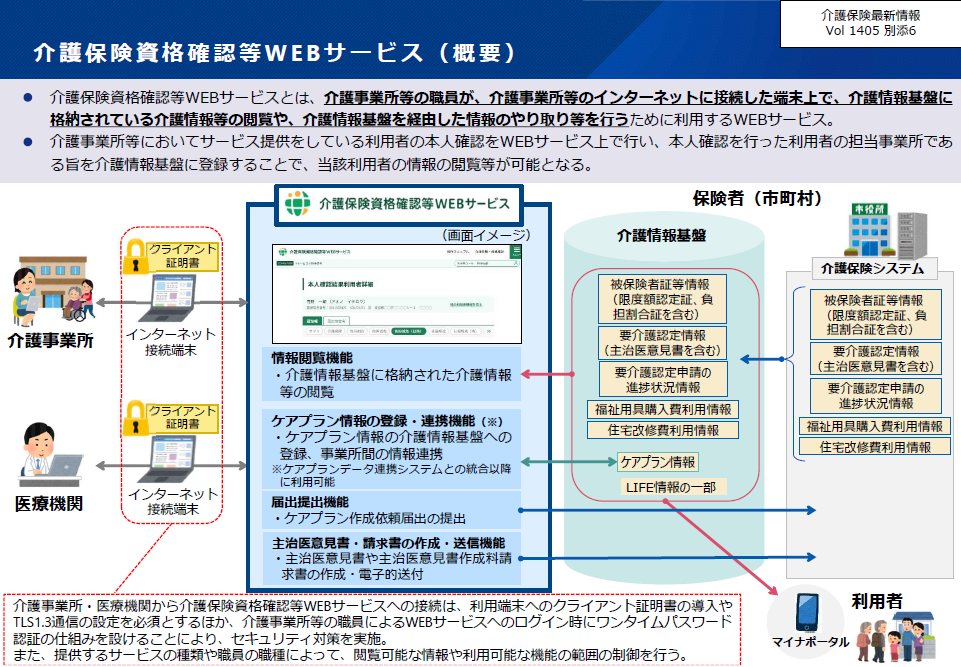 介護保険最新情報
Vol 1405 別添6
介護保険資格確認等WEBサービス（概要）
● 介護保険資格確認等WEBサービスとは、介護事業所等の職員が、介護事業所等のインターネットに接続した端末上で、介護情報基盤に
格納されている介護情報等の閲覧や、介護情報基盤を経由した情報のやり取り等を行うために利用するWEBサービス。
● 介護事業所等においてサービス提供をしている利用者の本人確認をWEBサービス上で行い、本人確認を行った利用者の担当事業所であ
る旨を介護情報基盤に登録することで、当該利用者の情報の閲覧等が可能となる。
介護事業所
クライアント
証明書
インターネット
接続端末
医療機関
クライアント
証明書
インターネット
接続端末
介護保険資格確認等WEBサービス
（画面イメージ）
本人確認結果利用者詳細
情報閲覧機能
・介護情報基盤に格納された介護情報
等の閲覧
ケアプラン情報の登録・連携機能（※）
・ケアプラン情報の介護情報基盤への
登録、事業所間の情報連携
※ケアプランデータ連携システムとの統合以降
に利用可能
届出提出機能
・ケアプラン作成依頼届出の提出
主治医意見書・請求書の作成・送信機能
・主治医意見書や主治医意見書作成料請
求書の作成・電子的送付
介護情報基盤
被保険者証等情報
（限度額認定証、負
担割合証を含む）
要介護認定情報
（主治医意見書を含む）
要介護認定申請の
進捗状況情報
福祉用具購入費利用情報
住宅改修費利用情報
ケアプラン情報
LIFE情報の一部
保険者（市町村）
市役所
介護保険システム
被保険者証等情報
（限度額認定証、負
担割合証を含む）
要介護認定情報
（主治医意見書を含む）
要介護認定申請の
進捗状況情報
福祉用具購入費利用情報
住宅改修費利用情報
利用者
マイナポータル
介護事業所・医療機関から介護保険資格確認等WEBサービスへの接続は、利用端末へのクライアント証明書の導入や
TLS1.3通信の設定を必須とするほか、介護事業所等の職員によるWEBサービスへのログイン時にワンタイムパスワード
認証の仕組みを設けることにより、セキュリティ対策を実施。
また、提供するサービスの種類や職員の職種によって、閲覧可能な情報や利用可能な機能の範囲の制御を行う。